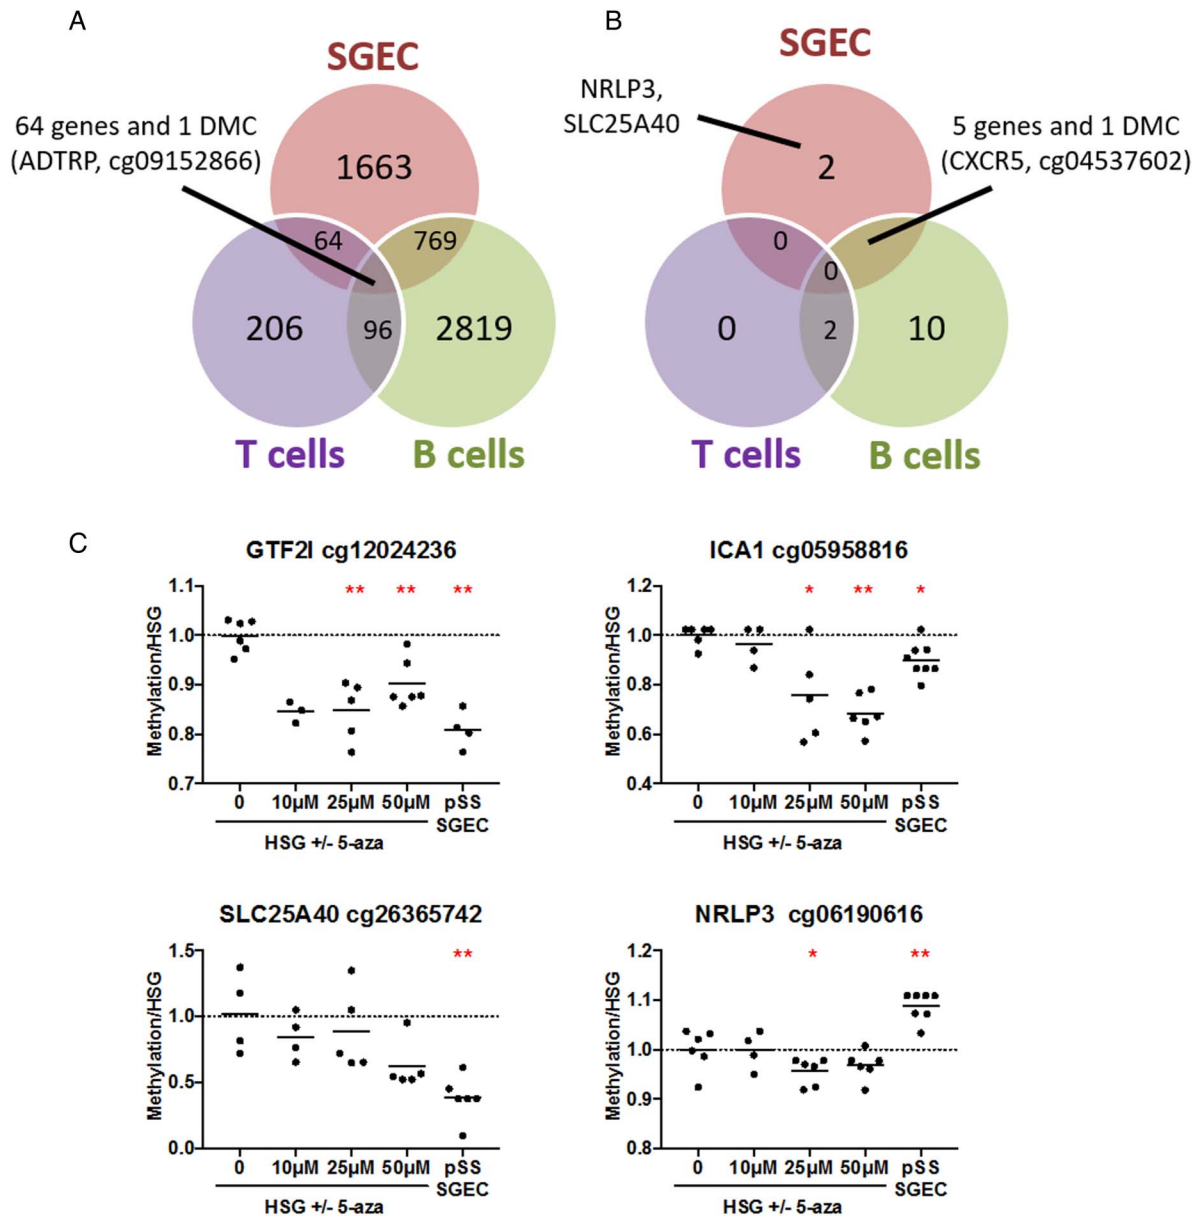 A
B
SGEC
SGEC
NRLP3,
SLC25A40
64 genes and 1 DMC
(ADTRP, cg09152866)
5 genes and 1 DMC
(CXCR5, cg04537602)
1663
2
64
769
0
0
206
96
2819
0
2
10
T cells
B cells
T cells
B cells
C
GTF2I cg12024236
** ** **
Methylation/HSG
1.1
1.0
0.9
0.8
0.7
0 10µM 25µM 50µM pSS
SGEC
HSG +/- 5-aza
ICA1 cg05958816
* ** *
Methylation/HSG
1.2
1.0
0.8
0.6
0.4
0 10µM 25µM 50µM pSS
SGEC
HSG +/- 5-aza
SLC25A40 cg26365742
**
Methylation/HSG
1.5
1.0
0.5
0.0
0 10µM 25µM 50µM pSS
SGEC
HSG +/- 5-aza
NRLP3 cg06190616
* **
Methylation/HSG
1.2
1.1
1.0
0.9
0.8
0 10µM 25µM 50µM pSS
SGEC
HSG +/- 5-aza